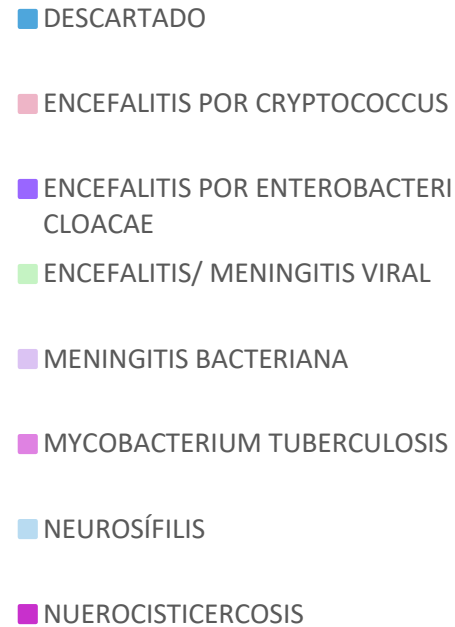 DESCARTADO
ENCEFALITIS POR CRYPTOCOCCUS
ENCEFALITIS POR ENTEROBACTERI
CLOACAE
ENCEFALITIS/ MENINGITIS VIRAL
MENINGITIS BACTERIANA
MYCOBACTERIUM TUBERCULOSIS
NEUROSÍFILIS
NUEROCISTICERCOSIS